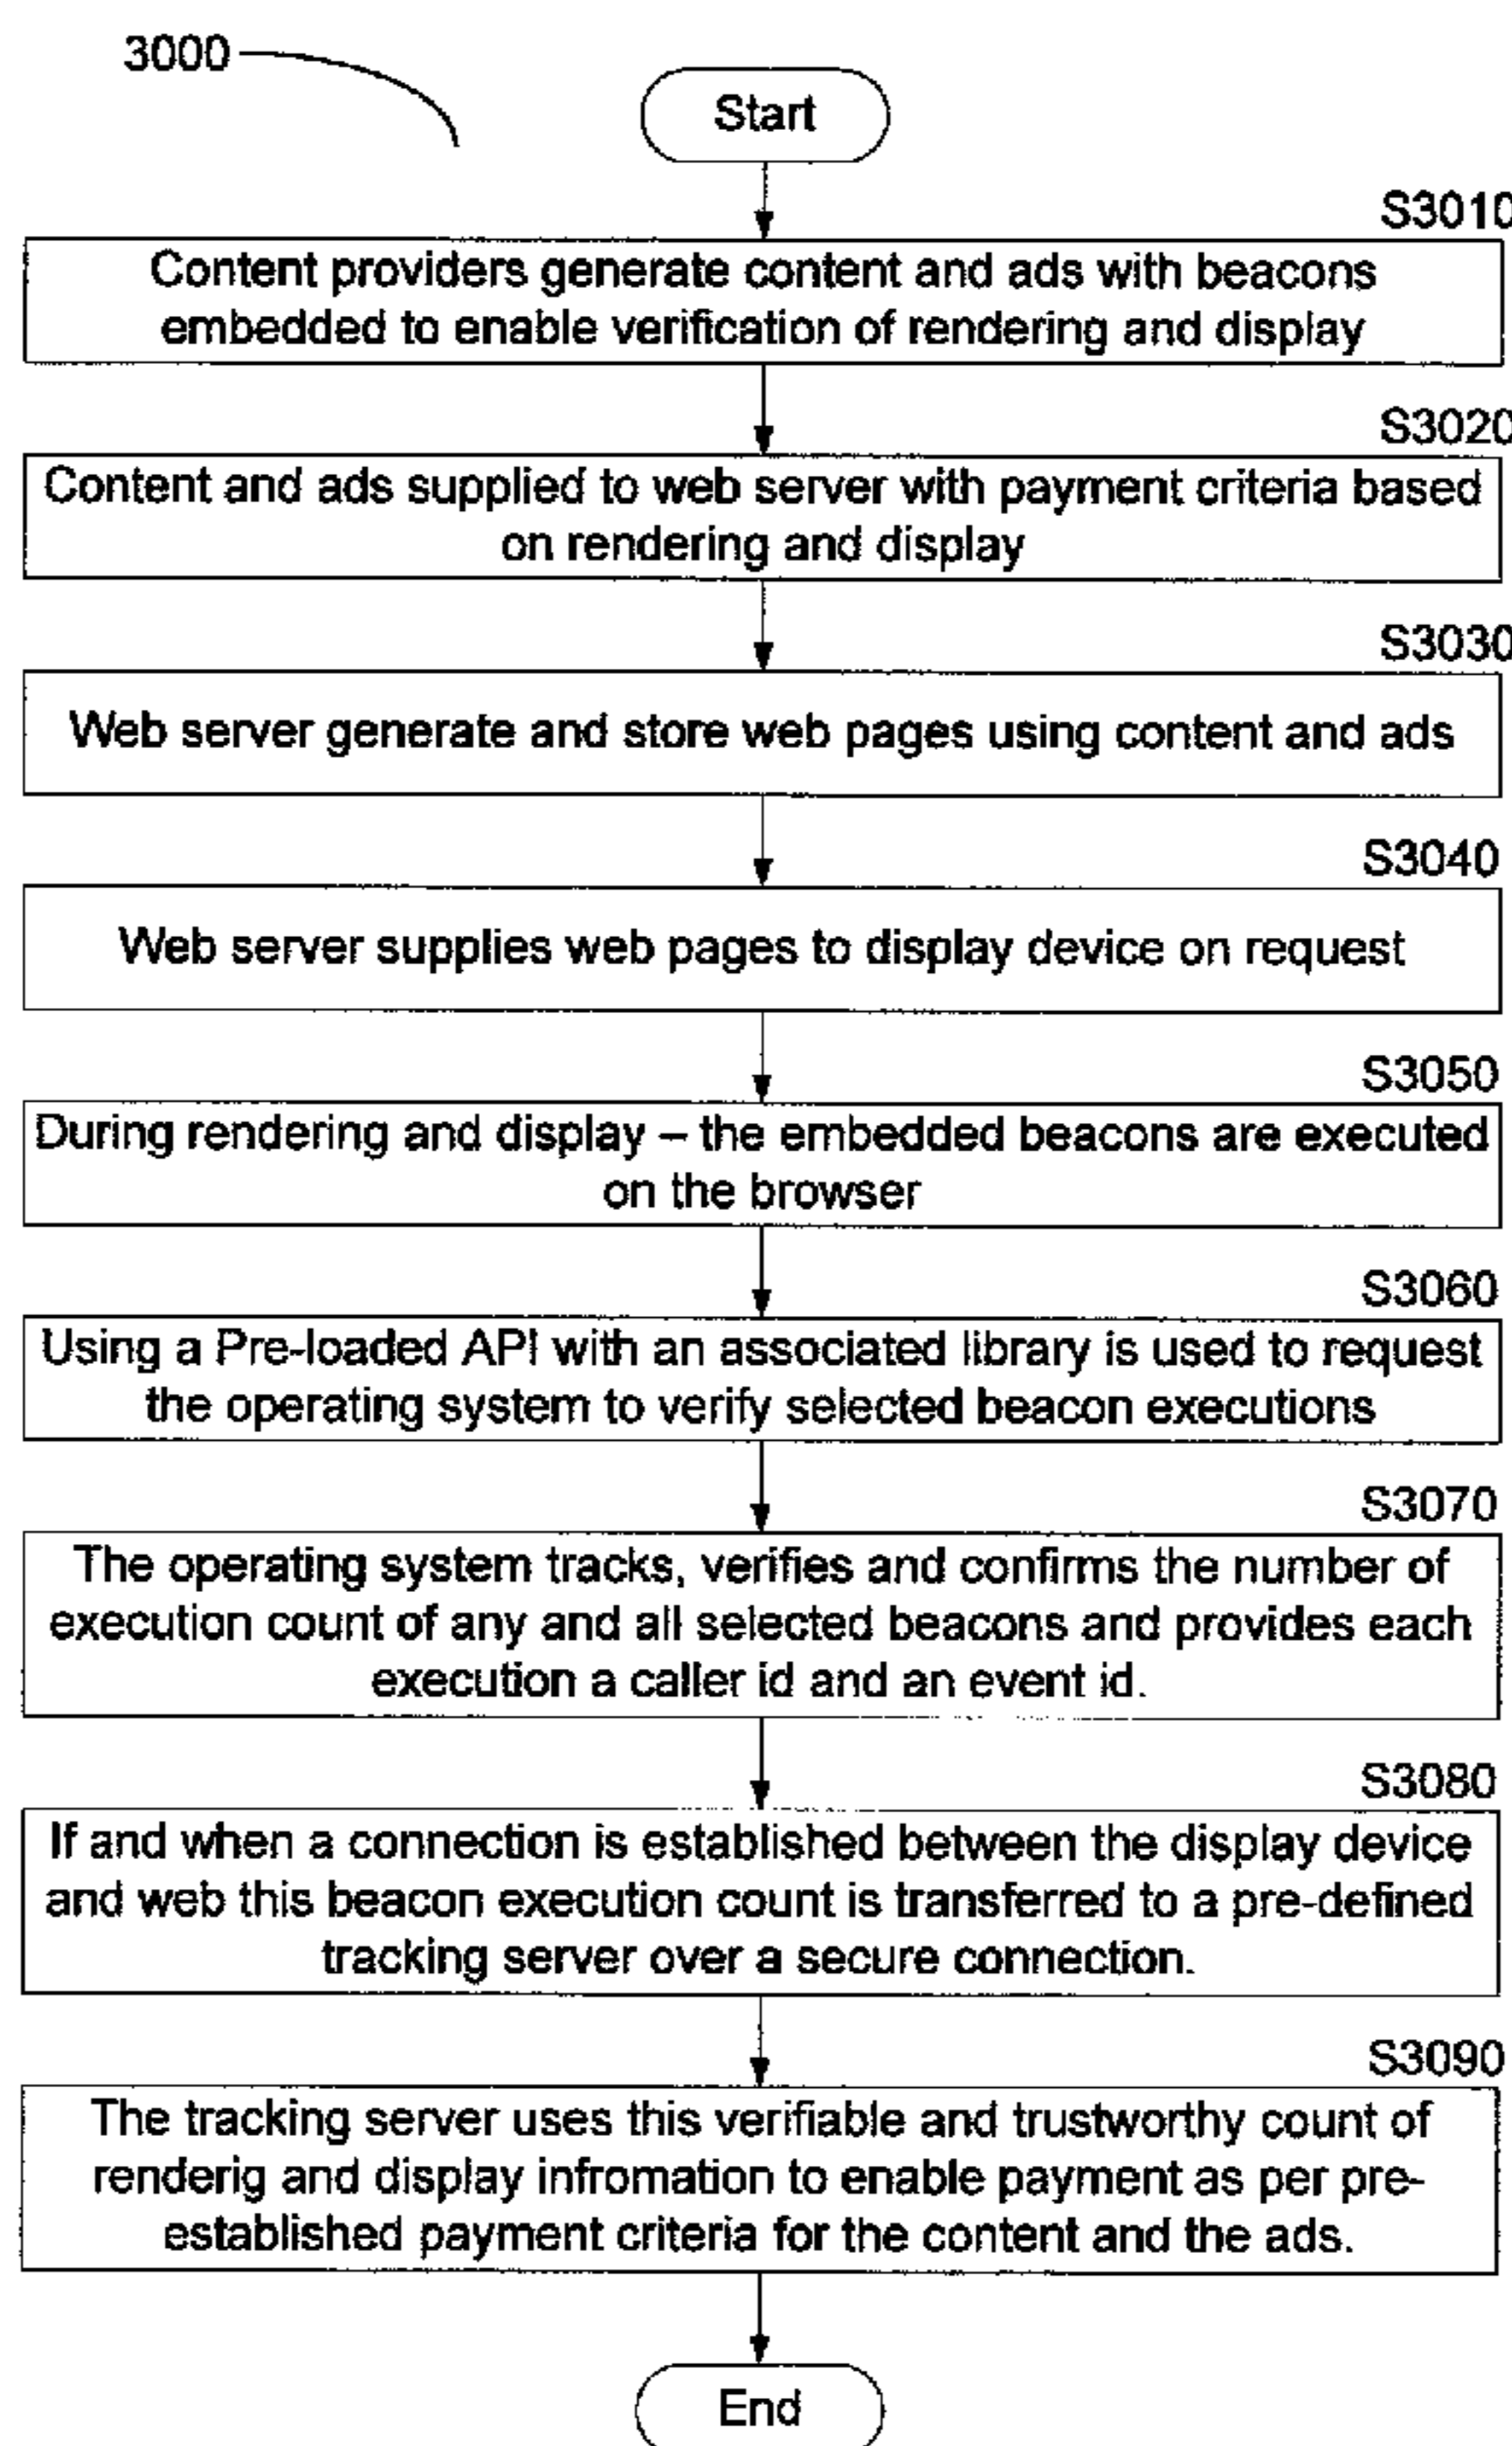 3000
Start
S3010
Content providers generate content and ads with beacons
embedded to enable verification of rendering and display
S3020
Content and ads supplied to web server with payment criteria based
on rendering and display
S3030
Web server generate and store web pages using content and ads
S3040
Web server supplies web pages to display device on request
S3050
During rendering and display – the embedded beacons are executed
on the browser
S3060
Using a Pre-loaded API with an associated library is used to request
the operating system to verify selected beacon executions
S3070
The operating system tracks, verifies and confirms the number of
execution count of any and all selected beacons and provides each
execution a caller id and an event id.
S3080
If and when a connection is established between the display device
and web this beacon execution count is transferred to a pre-defined
tracking server over a secure connection.
S3090
The tracking server uses this verifiable and trustworthy count of
renderig and display infromation to enable payment as per pre-
established payment criteria for the content and the ads.
End